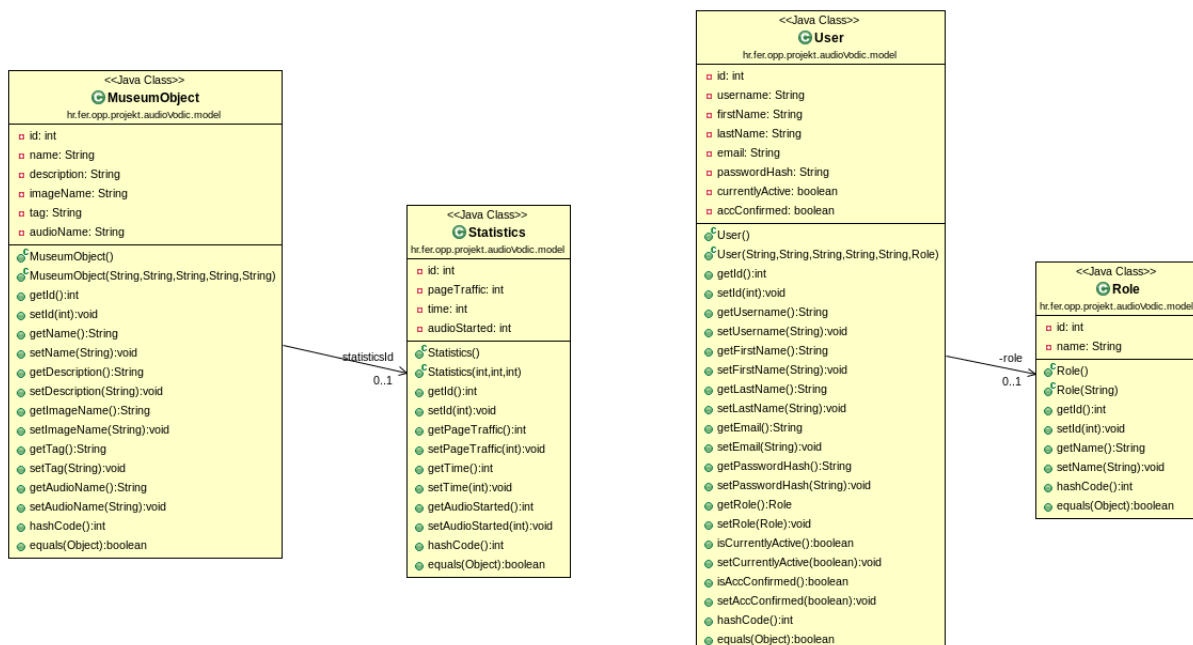 <<Java Class>>
MuseumObject
hr.fer.opp.projekt.audioVodic.model
id: int
name: String
description: String
imageName: String
tag: String
audioName: String
MuseumObject()
MuseumObject(String,String,String,String,String)
getId():int
setId(int):void
getName():String
setName(String):void
getDescription():String
setDescription(String):void
getImageName():String
setImageName(String):void
getTag():String
setTag(String):void
getAudioName():String
setAudioName(String):void
hashCode():int
equals(Object):boolean
statisticsId
0..1
<<Java Class>>
Statistics
hr.fer.opp.projekt.audioVodic.model
id: int
pageTraffic: int
time: int
audioStarted: int
Statistics()
Statistics(int,int,int)
getId():int
setId(int):void
getPageTraffic():int
setPageTraffic(int):void
getTime():int
setTime(int):void
getAudioStarted():int
setAudioStarted(int):void
hashCode():int
equals(Object):boolean
<<Java Class>>
User
hr.fer.opp.projekt.audioVodic.model
id: int
username: String
firstName: String
lastName: String
email: String
passwordHash: String
currentlyActive: boolean
accConfirmed: boolean
User()
User(String,String,String,String,String,Role)
getId():int
setId(int):void
getUsername():String
setUsername(String):void
getFirstName():String
setFirstName(String):void
getLastName():String
setLastName(String):void
getEmail():String
setEmail(String):void
getPasswordHash():String
setPasswordHash(String):void
getRole():Role
setRole(Role):void
isCurrentlyActive():boolean
setCurrentlyActive(boolean):void
isAccConfirmed():boolean
setAccConfirmed(boolean):void
hashCode():int
equals(Object):boolean
-role
0..1
<<Java Class>>
Role
hr.fer.opp.projekt.audioVodic.model
id: int
name: String
Role()
Role(String)
getId():int
setId(int):void
getName():String
setName(String):void
hashCode():int
equals(Object):boolean